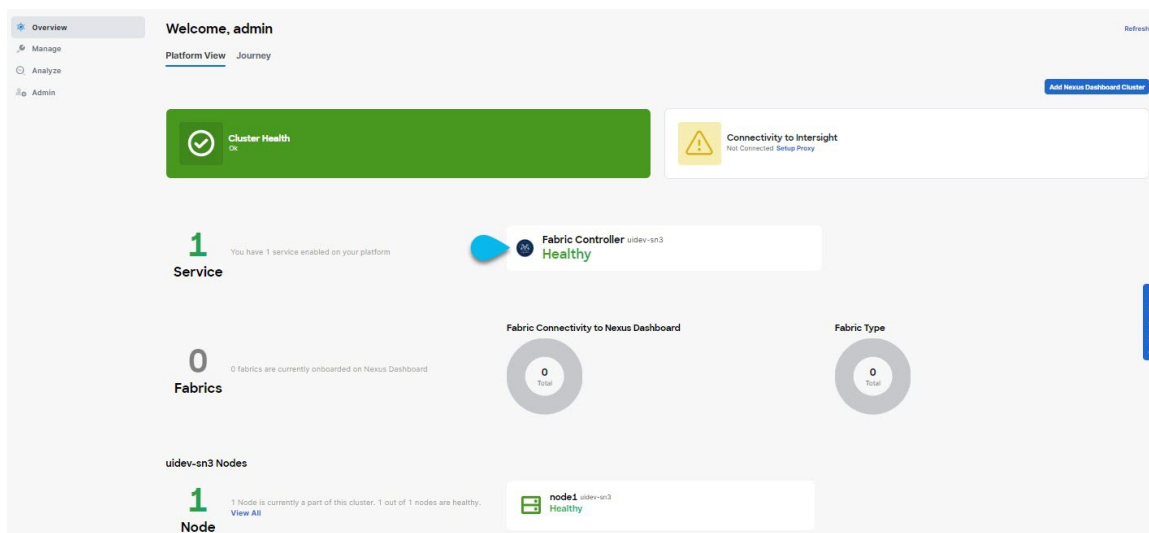 Overview
Manage
Analyze
Admin
Welcome, admin
Refresh
Platform View Journey
Add Nexus Dashboard Cluster
Cluster Health
Ok
Connectivity to Intersight
Not Connected Setup Proxy
1
Service
You have 1 service enabled on your platform
Fabric Controller uidev-sn3
Healthy
0
Fabrics
0 fabrics are currently onboarded on Nexus Dashboard
Fabric Connectivity to Nexus Dashboard
0
Total
Fabric Type
0
Total
uidev-sn3 Nodes
1
Node
1 Node is currently a part of this cluster. 1 out of 1 nodes are healthy.
View All
node1 uidev-sn3
Healthy